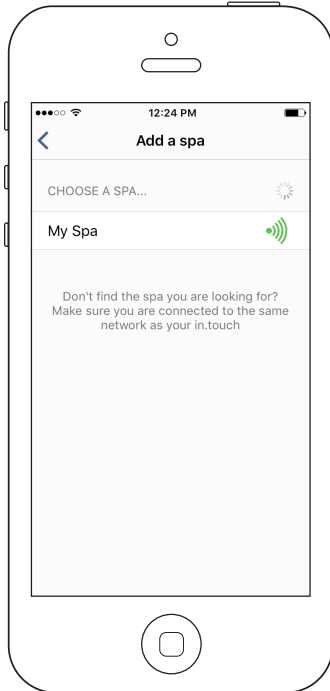 12:24 PM
Add a spa
CHOOSE A SPA...
My Spa
Don't find the spa you are looking for?
Make sure you are connected to the same
network as your in.touch